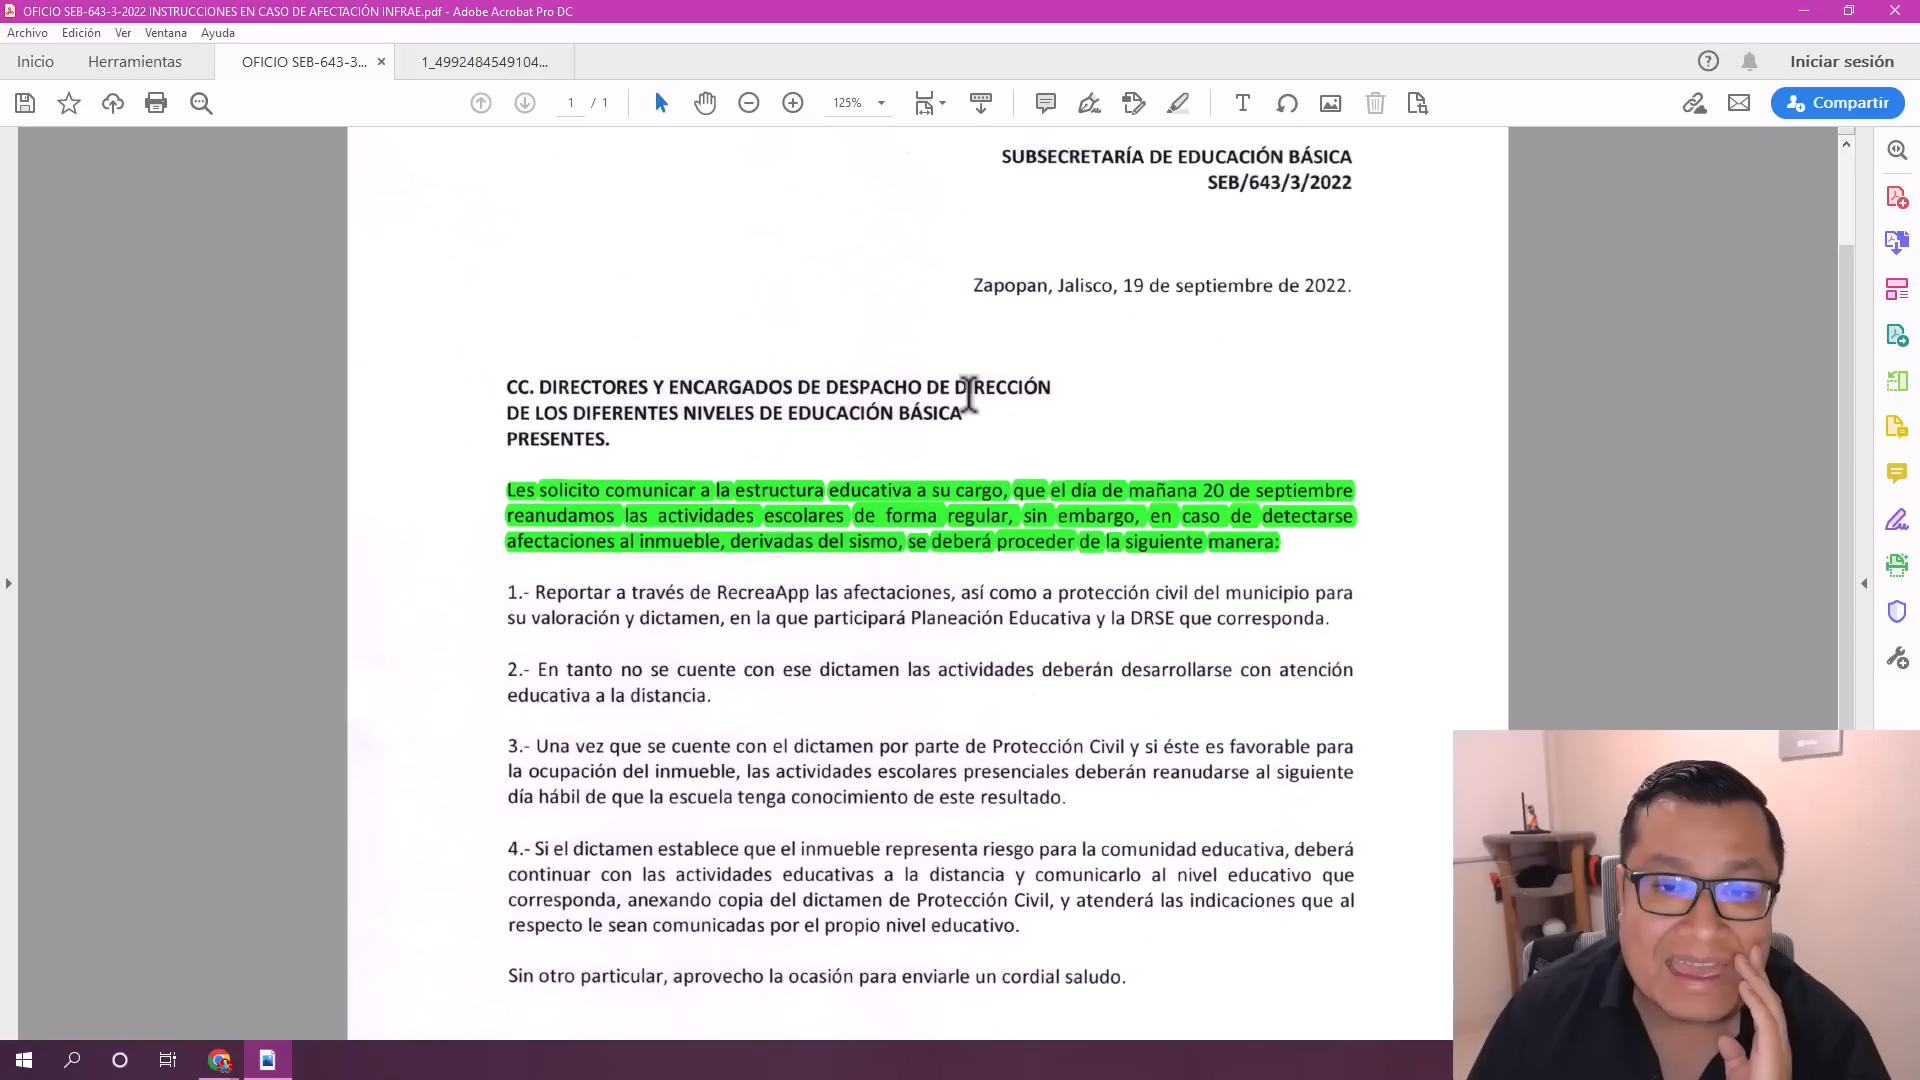 OFICIO SEB-643-3-2022 INSTRUCCIONES EN CASO DE AFECTACIÓN INFRAE.pdf - Adobe Acrobat Pro DC
Archivo Edición Ver Ventana Ayuda
Inicio Herramientas OFICIO SEB-643-3... 1_4992484549104... Iniciar sesión
1 / 1 125% Compartir
SUBSECRETARÍA DE EDUCACIÓN BÁSICA
SEB/643/3/2022
Zapopan, Jalisco, 19 de septiembre de 2022.
CC. DIRECTORES Y ENCARGADOS DE DESPACHO DE DIRECCIÓN
DE LOS DIFERENTES NIVELES DE EDUCACIÓN BÁSICA
PRESENTES.
Les solicito comunicar a la estructura educativa a su cargo, que el día de mañana 20 de septiembre
reanudamos las actividades escolares de forma regular, sin embargo, en caso de detectarse
afectaciones al inmueble, derivadas del sismo, se deberá proceder de la siguiente manera:
1.- Reportar a través de RecreaApp las afectaciones, así como a protección civil del municipio para
su valoración y dictamen, en la que participará Planeación Educativa y la DRSE que corresponda.
2.- En tanto no se cuente con ese dictamen las actividades deberán desarrollarse con atención
educativa a la distancia.
3.- Una vez que se cuente con el dictamen por parte de Protección Civil y si éste es favorable para
la ocupación del inmueble, las actividades escolares presenciales deberán reanudarse al siguiente
día hábil de que la escuela tenga conocimiento de este resultado.
4.- Si el dictamen establece que el inmueble representa riesgo para la comunidad educativa, deberá
continuar con las actividades educativas a la distancia y comunicarlo al nivel educativo que
corresponda, anexando copia del dictamen de Protección Civil, y atenderá las indicaciones que al
respecto le sean comunicadas por el propio nivel educativo.
Sin otro particular, aprovecho la ocasión para enviarle un cordial saludo.